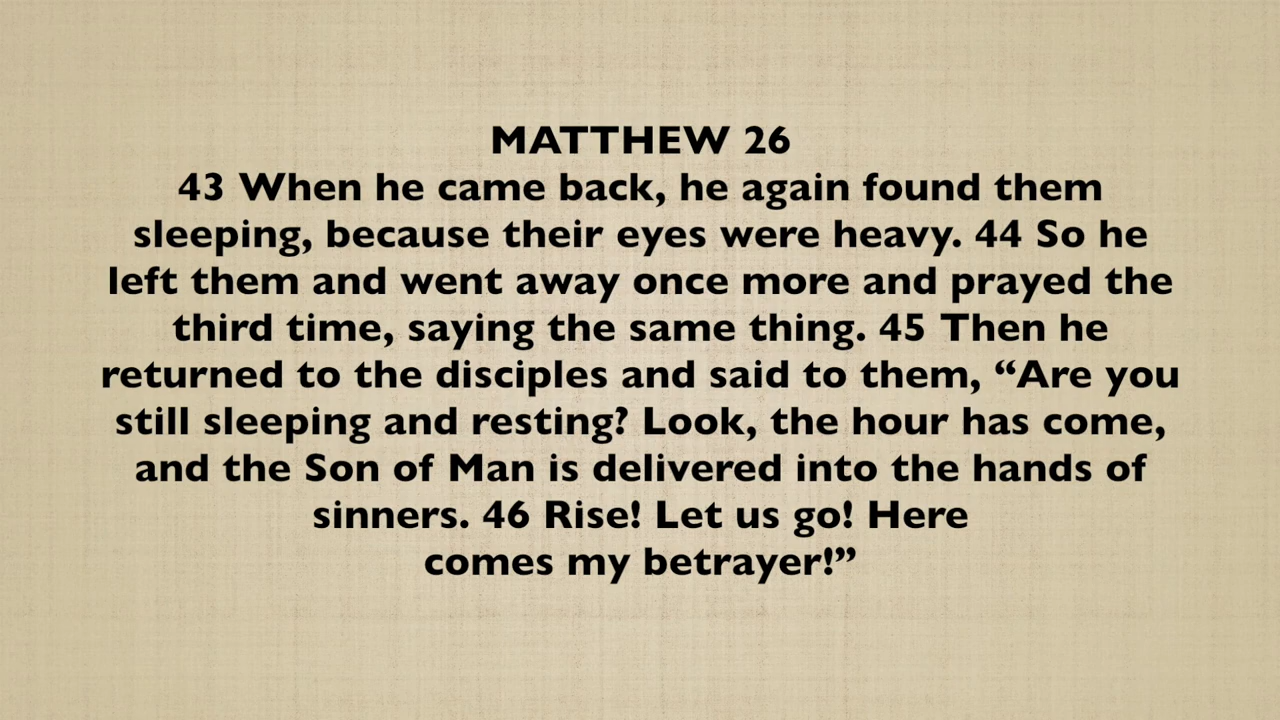 MATTHEW 26
43 When he came back, he again found them
sleeping, because their eyes were heavy. 44 So he
left them and went away once more and prayed the
third time, saying the same thing. 45 Then he
returned to the disciples and said to them, “Are you
still sleeping and resting? Look, the hour has come,
and the Son of Man is delivered into the hands of
sinners. 46 Rise! Let us go! Here
comes my betrayer!”